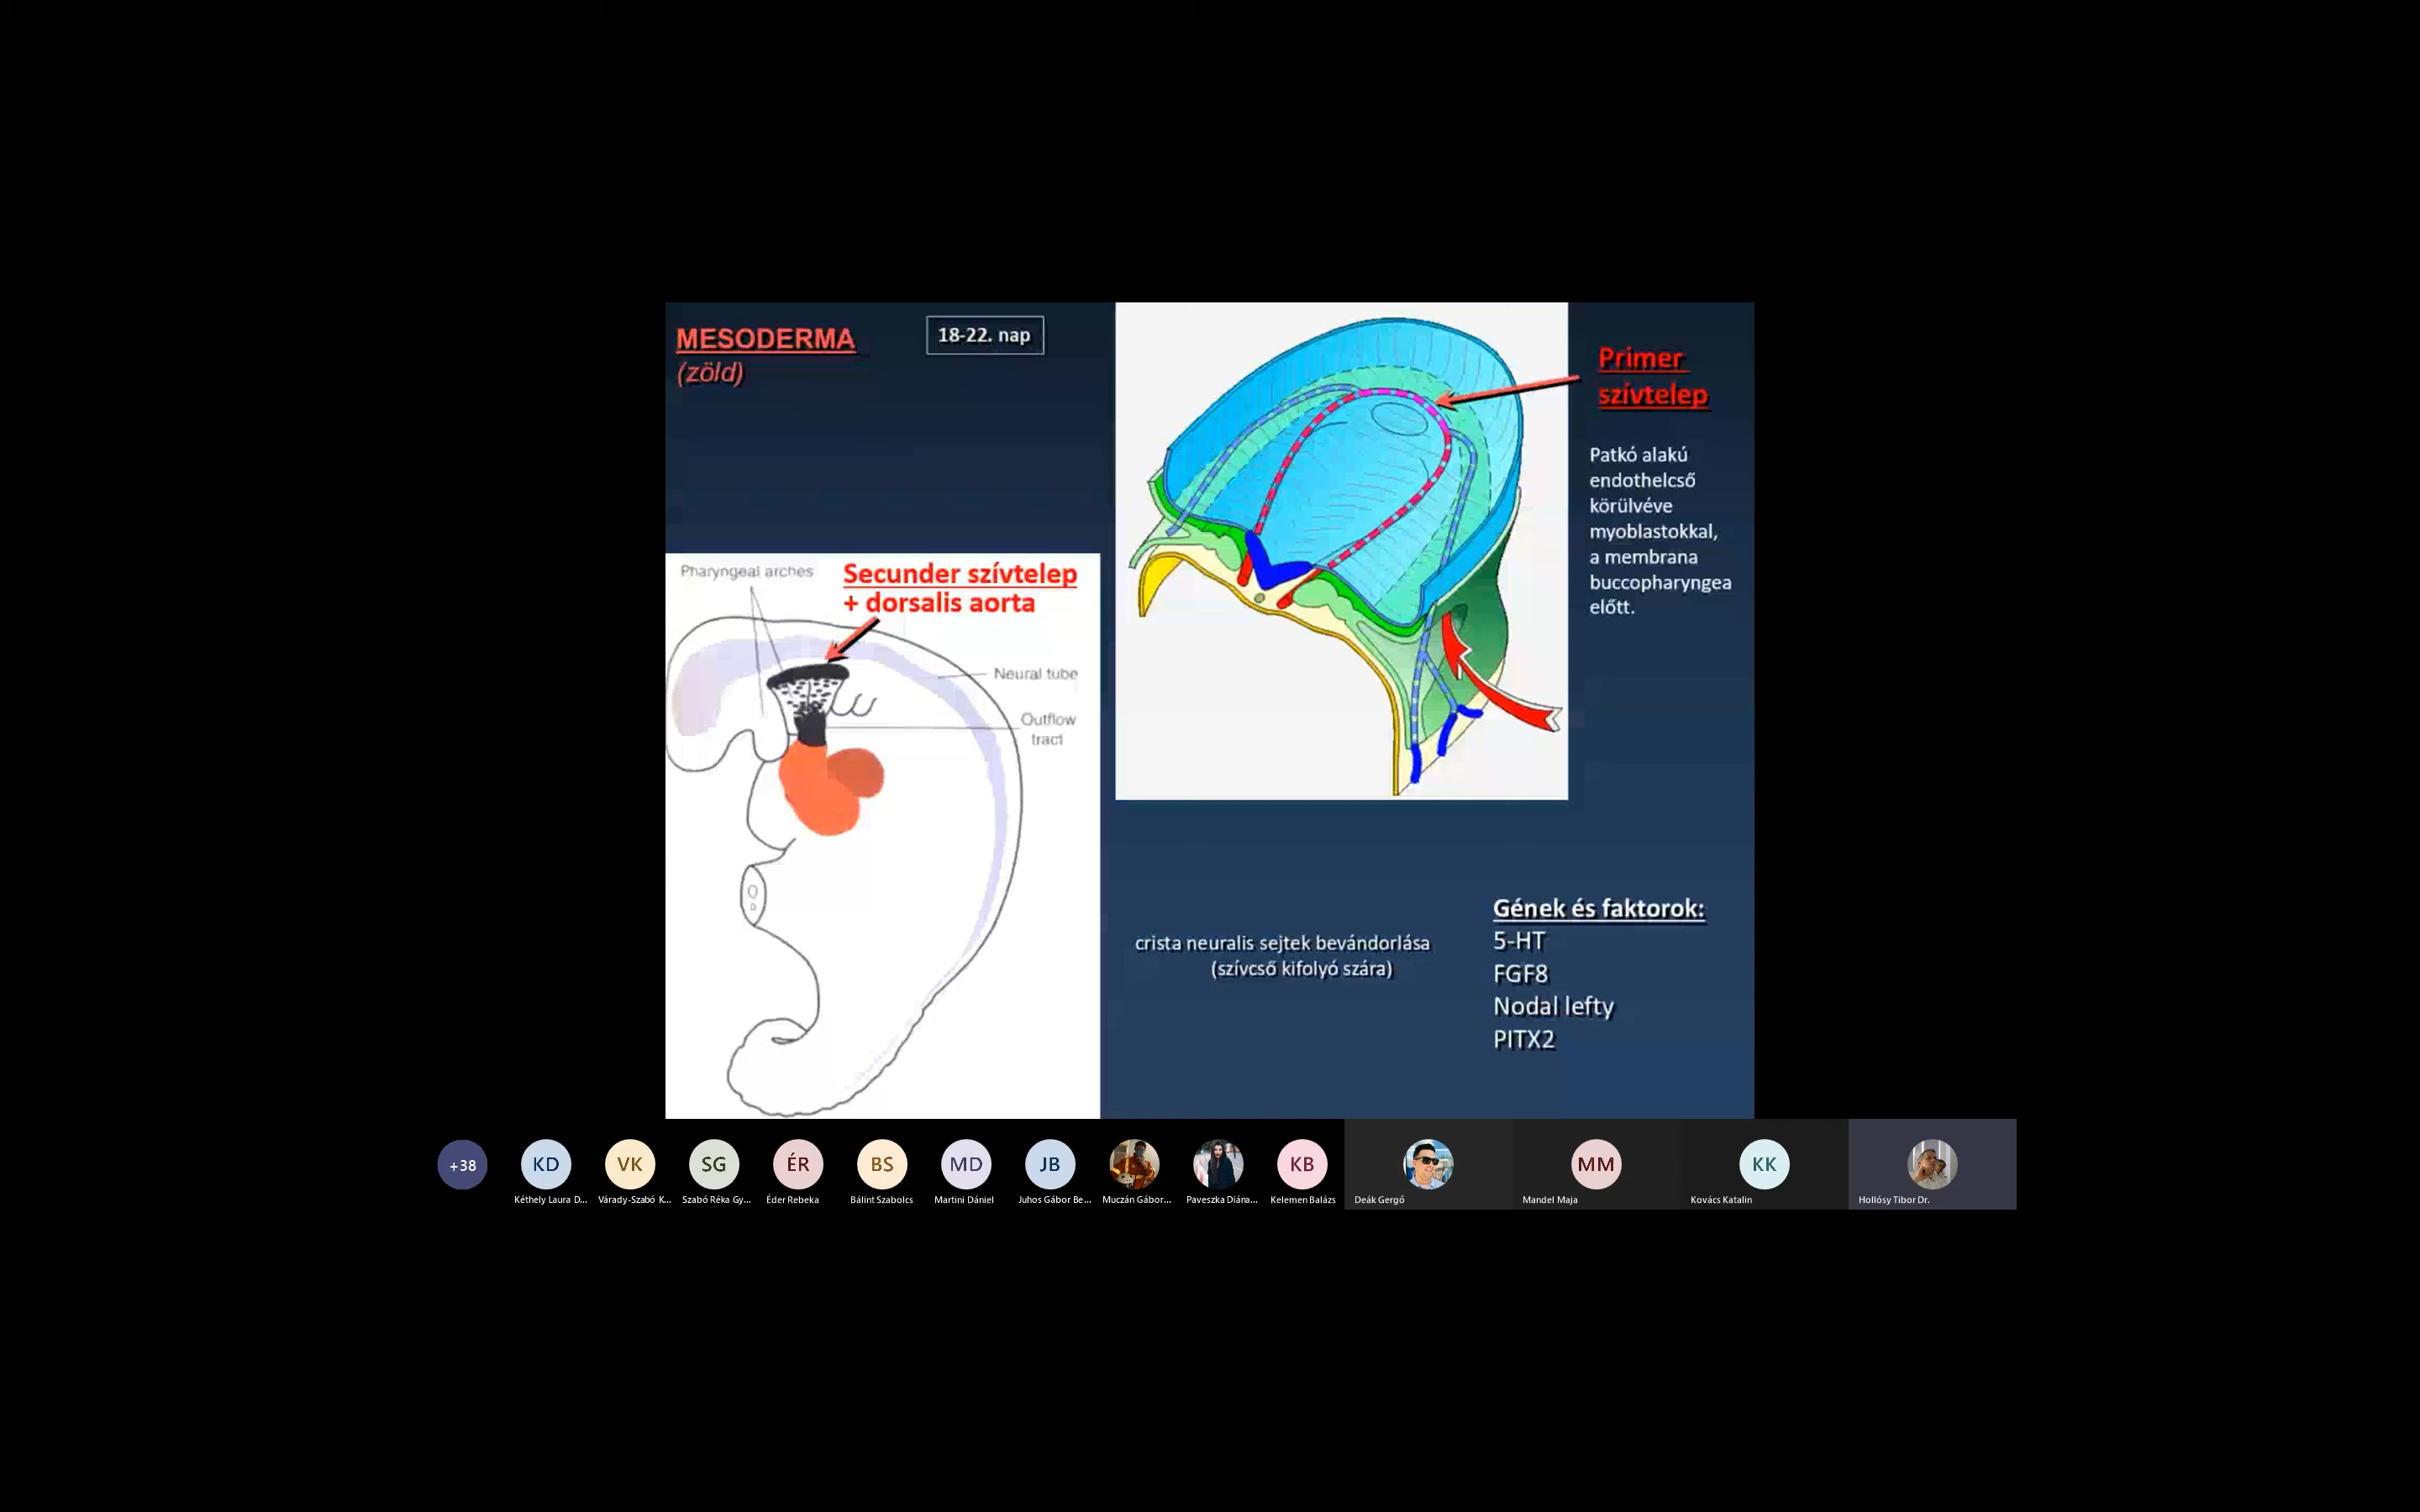 MESODERMA
(zöld)
18-22. nap
Primer
szívtelep
Patkó alakú
endothelcső
körülvéve
myoblastokkal,
a membrana
buccopharyngea
előtt.
Pharyngeal arches
Secunder szívtelep
+ dorsalis aorta
Neural tube
Outflow
tract
crista neuralis sejtek bevándorlása
(szívcső kifolyó szára)
Gének és faktorok:
5-HT
FGF8
Nodal lefty
PITX2
+38
KD
VK
SG
ÉR
BS
MD
JB
KB
MM
KK
Kéthely Laura D...
Várady-Szabó K...
Szabó Réka Gy...
Éder Rebeka
Bálint Szabolcs
Martini Dániel
Juhos Gábor Be...
Muczán Gábor...
Paveszka Diána...
Kelemen Balázs
Deák Gergő
Mandel Maja
Kovács Katalin
Hollósy Tibor Dr.